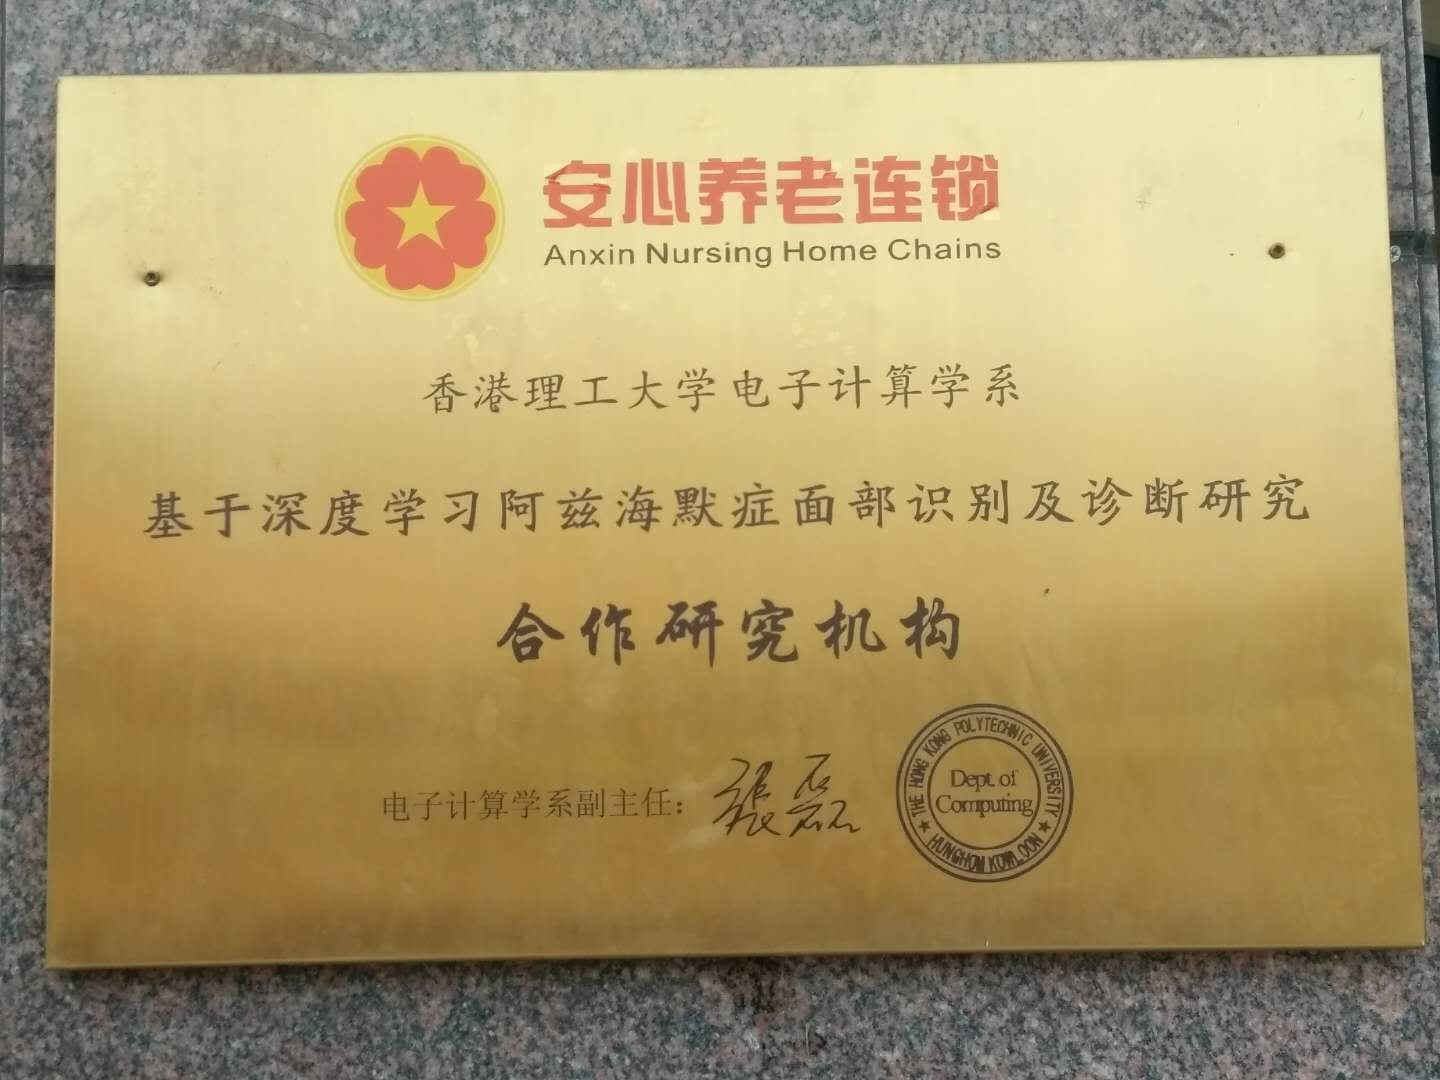 安心养老连锁
Anxin Nursing Home Chains
香港理工大学电子计算学系
基于深度学习阿兹海默症面部识别及诊断研究
合作研究机构
电子计算学系副主任：張磊
THE HONG KONG POLYTECHNIC UNIVERSITY
Dept. of
Computing
★ HUNGHOM KOWLOON ★